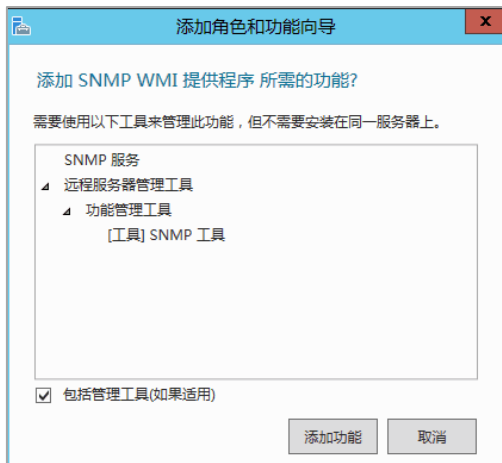 添加角色和功能向导
x
添加 SNMP WMI 提供程序 所需的功能?
需要使用以下工具来管理此功能，但不需要安装在同一服务器上。
SNMP 服务
远程服务器管理工具
功能管理工具
[工具] SNMP 工具
包括管理工具(如果适用)
添加功能
取消